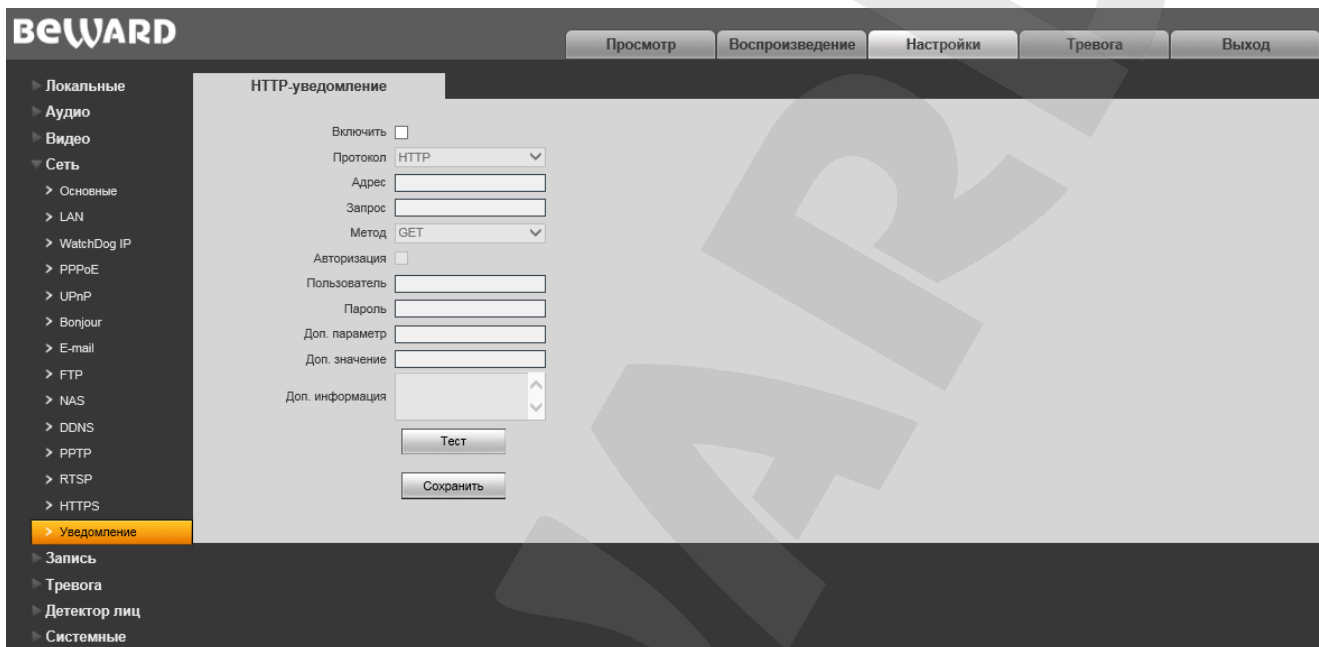 BEWARD
Просмотр
Воспроизведение
Настройки
Тревога
Выход
Локальные
Аудио
Видео
Сеть
Основные
LAN
WatchDog IP
PPPoE
UPnP
Bonjour
E-mail
FTP
NAS
DDNS
PPTP
RTSP
HTTPS
Уведомление
Запись
Тревога
Детектор лиц
Системные
HTTP-уведомление
Включить
Протокол HTTP
Адрес
Запрос
Метод GET
Авторизация
Пользователь
Пароль
Доп. параметр
Доп. значение
Доп. информация
Тест
Сохранить